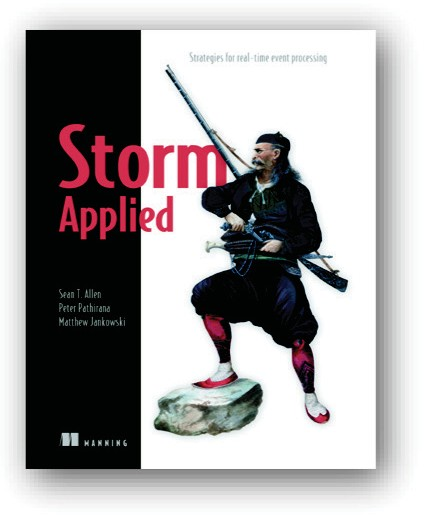 Strategies for real-time event processing
Storm
Applied
Sean T. Allen
Peter Pathirana
Matthew Jankowski
MANNING